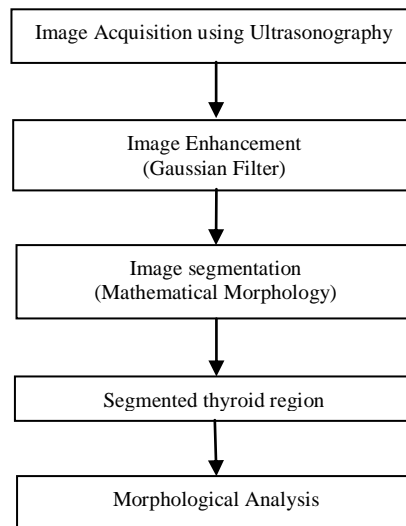 Image Acquisition using Ultrasonography
Image Enhancement
(Gaussian Filter)
Image segmentation
(Mathematical Morphology)
Segmented thyroid region
Morphological Analysis